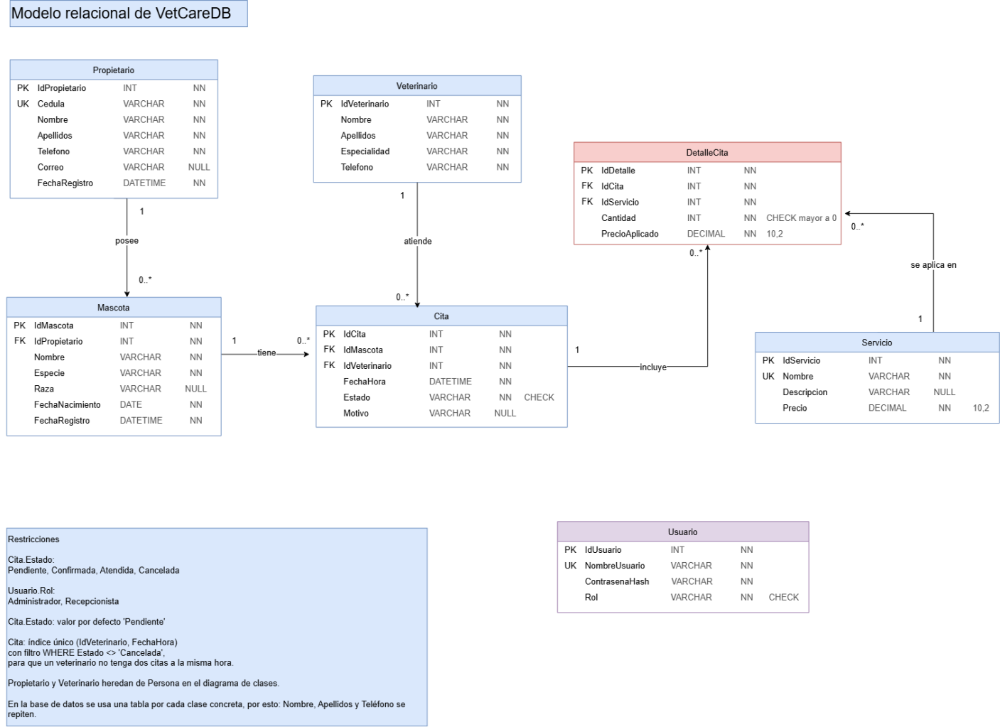 Modelo relacional de VetCareDB
Propietario
PK IdPropietario INT NN
UK Cedula VARCHAR NN
Nombre VARCHAR NN
Apellidos VARCHAR NN
Telefono VARCHAR NN
Correo VARCHAR NULL
FechaRegistro DATETIME NN
1
posee
0..*
Veterinario
PK IdVeterinario INT NN
Nombre VARCHAR NN
Apellidos VARCHAR NN
Especialidad VARCHAR NN
Telefono VARCHAR NN
1
atiende
0..*
DetalleCita
PK IdDetalle INT NN
FK IdCita INT NN
FK IdServicio INT NN
Cantidad INT NN CHECK mayor a 0
PrecioAplicado DECIMAL NN 10,2
0..*
0..*
se aplica en
1
Mascota
PK IdMascota INT NN
FK IdPropietario INT NN
Nombre VARCHAR NN
Especie VARCHAR NN
Raza VARCHAR NULL
FechaNacimiento DATE NN
FechaRegistro DATETIME NN
1
tiene
0..*
Cita
PK IdCita INT NN
FK IdMascota INT NN
FK IdVeterinario INT NN
FechaHora DATETIME NN
Estado VARCHAR NN CHECK
Motivo VARCHAR NULL
1
incluye
Servicio
PK IdServicio INT NN
UK Nombre VARCHAR NN
Descripcion VARCHAR NULL
Precio DECIMAL NN 10,2
Restricciones
Cita.Estado:
Pendiente, Confirmada, Atendida, Cancelada
Usuario.Rol:
Administrador, Recepcionista
Cita.Estado: valor por defecto 'Pendiente'
Cita: índice único (IdVeterinario, FechaHora)
con filtro WHERE Estado <> 'Cancelada',
para que un veterinario no tenga dos citas a la misma hora.
Propietario y Veterinario heredan de Persona en el diagrama de clases.
En la base de datos se usa una tabla por cada clase concreta, por esto: Nombre, Apellidos y Teléfono se
repiten.
Usuario
PK IdUsuario INT NN
UK NombreUsuario VARCHAR NN
ContrasenaHash VARCHAR NN
Rol VARCHAR NN CHECK